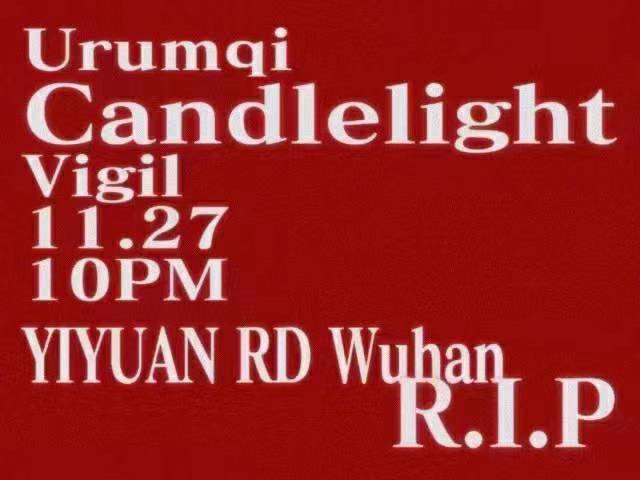 Urumqi
Candlelight
Vigil
11.27
10PM
YIYUAN RD Wuhan
R.I.P